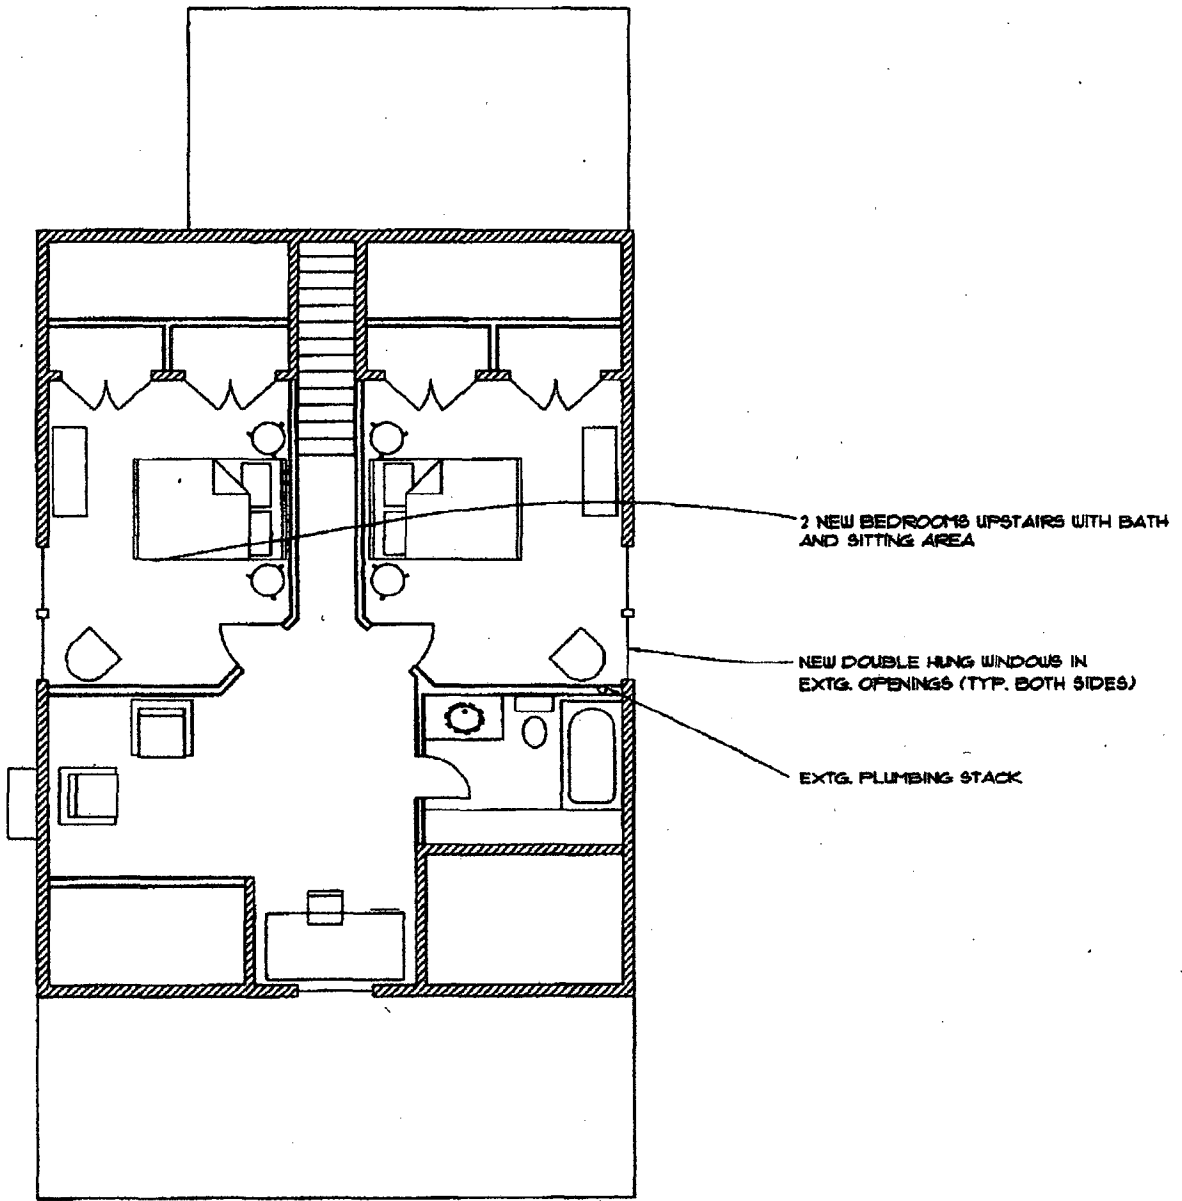 2 NEW BEDROOMS UPSTAIRS WITH BATH
AND SITTING AREA
NEW DOUBLE HUNG WINDOWS IN
EXTG. OPENINGS (TYP. BOTH SIDES)
EXTG. PLUMBING STACK